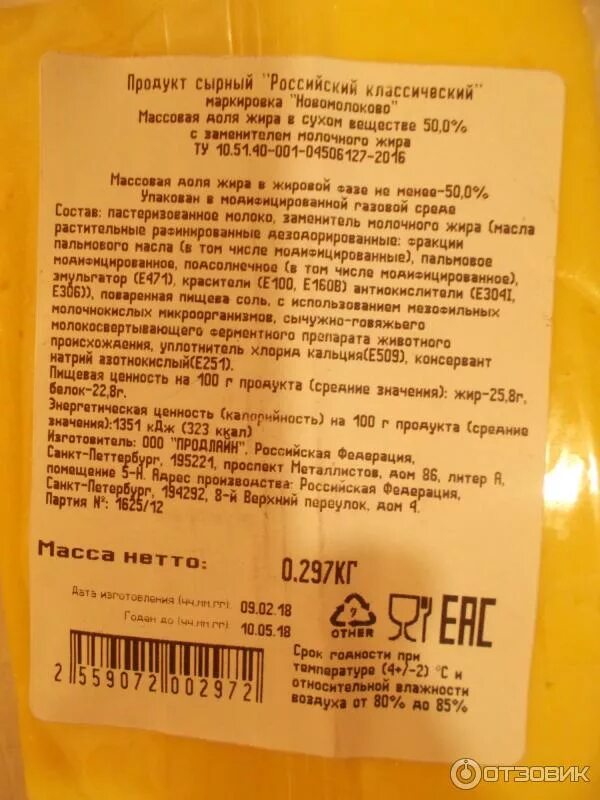 Продукт сырный "Российский классический"
маркировка "Новомолоково"
Массовая доля жира в сухом веществе 50,0%
с заменителем молочного жира
ТУ 10.51.40-001-04506127-2016
Массовая доля жира в жировой фазе не менее-50,0%
Упакован в модифицированной газовой среде
Состав: пастеризованное молоко, заменитель молочного жира (масла
растительные рафинированные дезодорированные: фракции
пальмового масла (в том числе модифицированные), пальмовое
модифицированное, подсолнечное (в том числе модифицированное),
эмульгатор (Е471), красители (Е100, Е160В) антиокислители (Е304I,
Е306)), поваренная пищева соль, с использованием мезофильных
молочнокислых микроорганизмов, сычужно-говяжьего
молокосвертывающего ферментного препарата животного
происхождения, уплотнитель хлорид кальция(Е509), консервант
натрий азотнокислый(Е251).
Пищевая ценность на 100 г продукта (средние значения): жир-25,8г,
белок-22,8г.
Энергетическая ценность (калорийность) на 100 г продукта (средние
значения):1351 кДж (323 ккал)
Изготовитель: ООО "ПРОДЛАЙН". Российская Федерация,
Санкт-Петтербург, 195221, проспект Металлистов, дом 86, литер А,
помещение 5-Н. Адрес производства: Российская Федерация,
Санкт-Петербург, 194292, 8-й Верхний переулок, дом 4.
Партия №: 1625/12
Масса нетто: 0.297КГ
Дата изготовления (чч.мм.гг): 09.02.18
Годен до (чч.мм.гг): 10.05.18
7
OTHER
EAC
Срок годности при
температуре (4+/-2) °С и
относительной влажности
воздуха от 80% до 85%
2 559072 002972
ОТЗОВИК